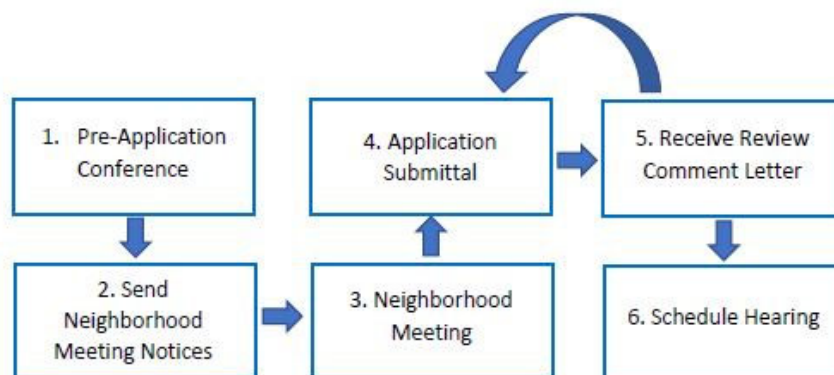 1. Pre-Application
Conference
2. Send
Neighborhood
Meeting Notices
3. Neighborhood
Meeting
4. Application
Submittal
5. Receive Review
Comment Letter
6. Schedule Hearing